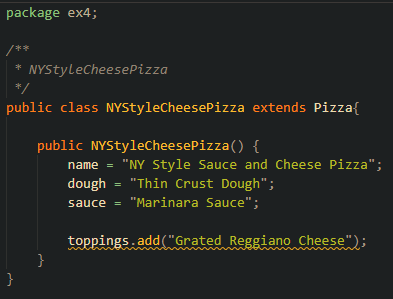 package ex4;
/**
* NYStyleCheesePizza
*/
public class NYStyleCheesePizza extends Pizza{
public NYStyleCheesePizza() {
name = "NY Style Sauce and Cheese Pizza";
dough = "Thin Crust Dough";
sauce = "Marinara Sauce";
toppings.add("Grated Reggiano Cheese");
}
}